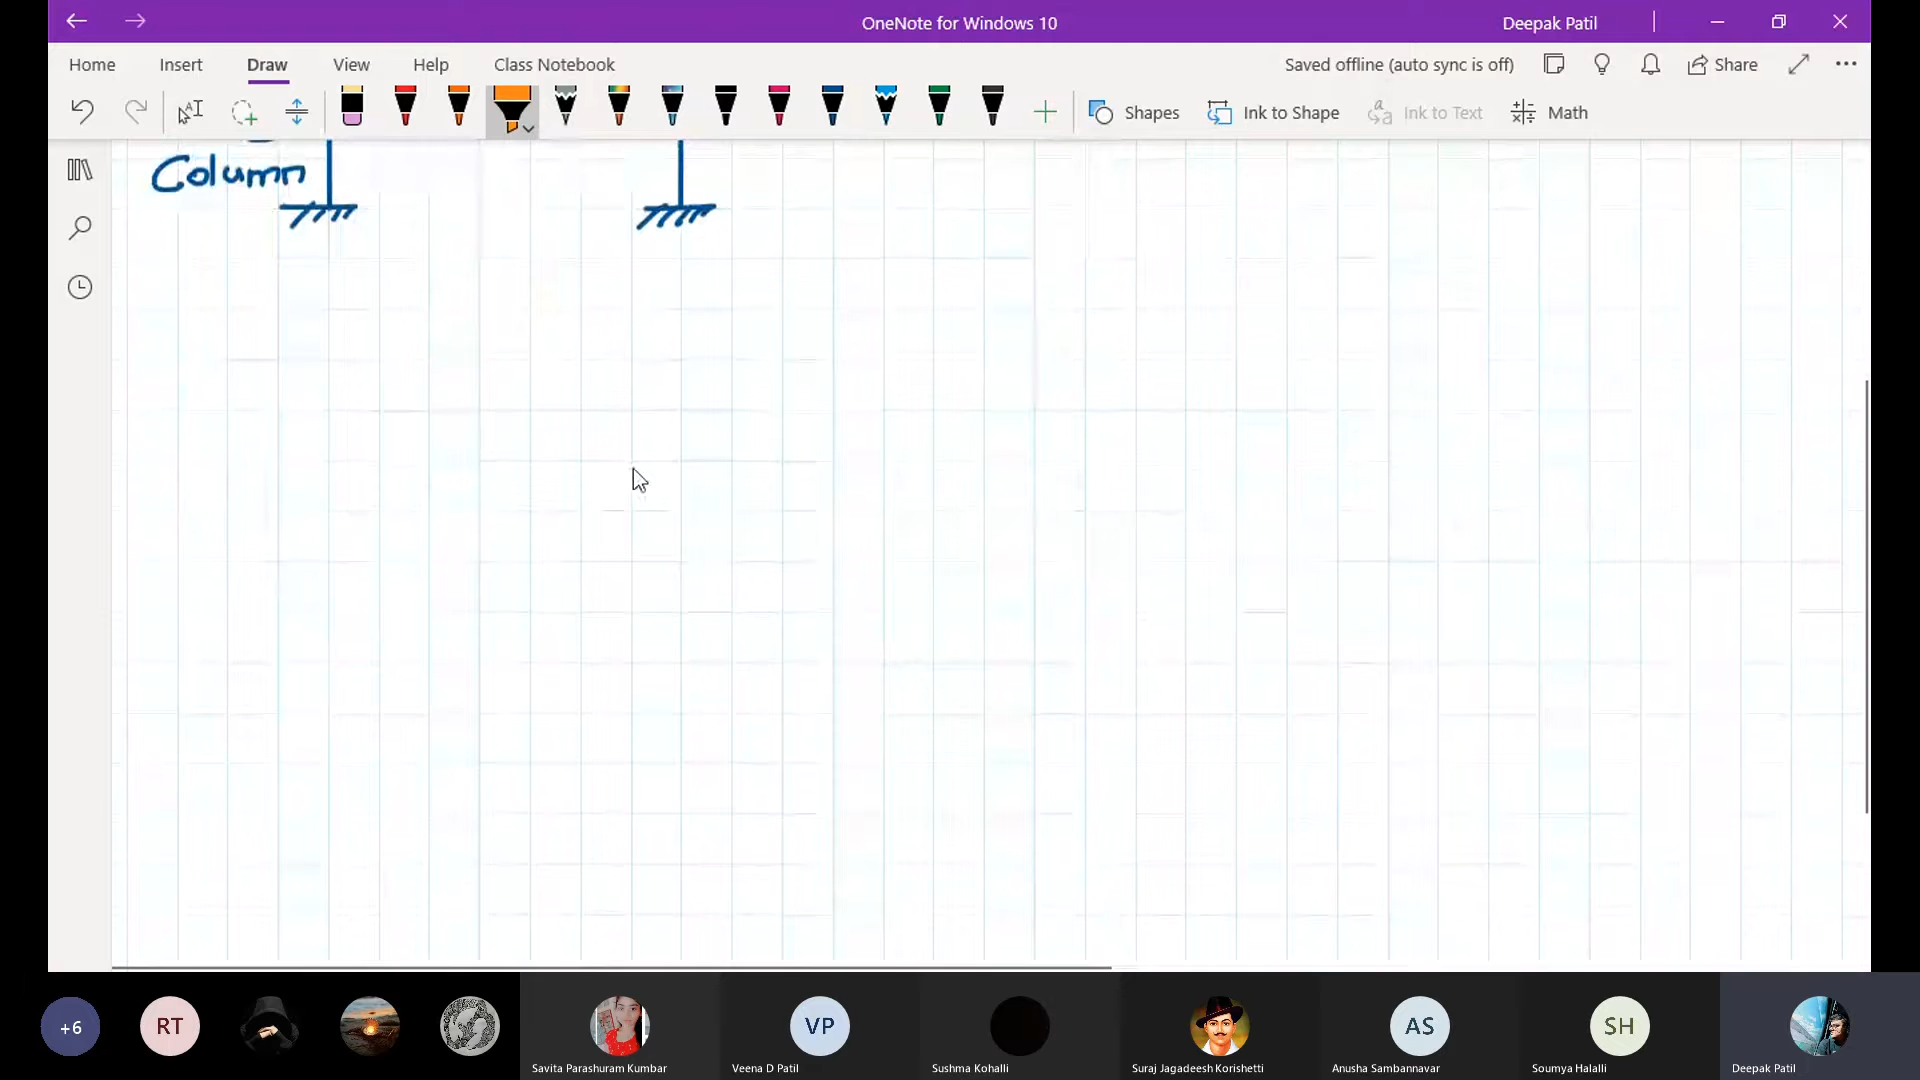 OneNote for Windows 10
Deepak Patil
Home Insert Draw View Help Class Notebook
Saved offline (auto sync is off)
Share
Shapes
Ink to Shape
Ink to Text
Math
Column
+6
RT
VP
AS
SH
Savita Parashuram Kumbar
Veena D Patil
Sushma Kohalli
Suraj Jagadeesh Korishetti
Anusha Sambannavar
Soumya Halalli
Deepak Patil